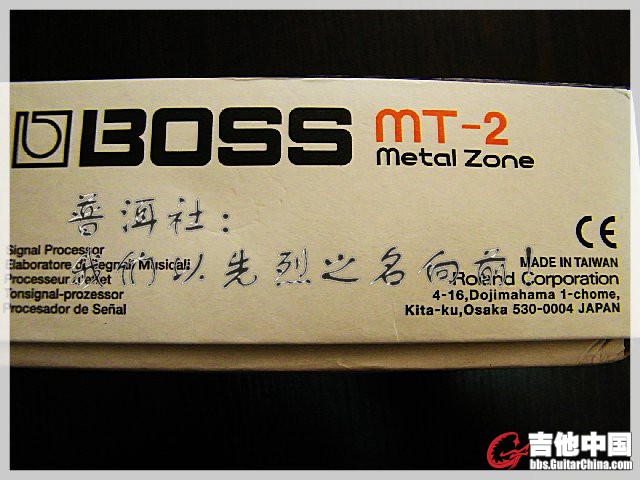 BOSS MT-2
Metal Zone
普洱社:
我們以先烈之名向前!
CE
Signal Processor
Elaboratore di Segnali Musicali
Processeur d'effet
Tonsignal-prozessor
Procesador de Señal
MADE IN TAIWAN
Roland Corporation
4-16,Dojimahama 1-chome,
Kita-ku,Osaka 530-0004 JAPAN
吉他中国
bbs.GuitarChina.com